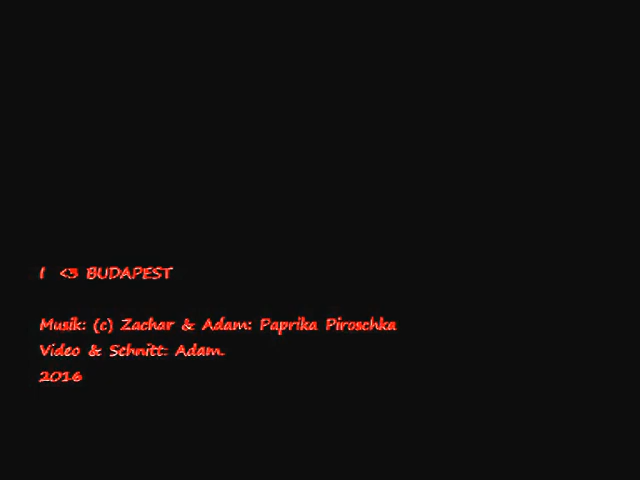 I <3 BUDAPEST
Musik: (c) Zachar & Adam: Paprika Piroschka
Video & Schnitt: Adam.
2016